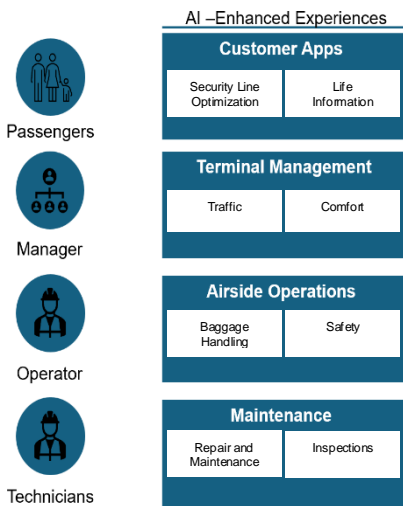 AI –Enhanced Experiences
Customer Apps
Security Line
Optimization
Life
Information
Passengers
Terminal Management
Traffic
Comfort
Manager
Airside Operations
Baggage
Handling
Safety
Operator
Maintenance
Repair and
Maintenance
Inspections
Technicians